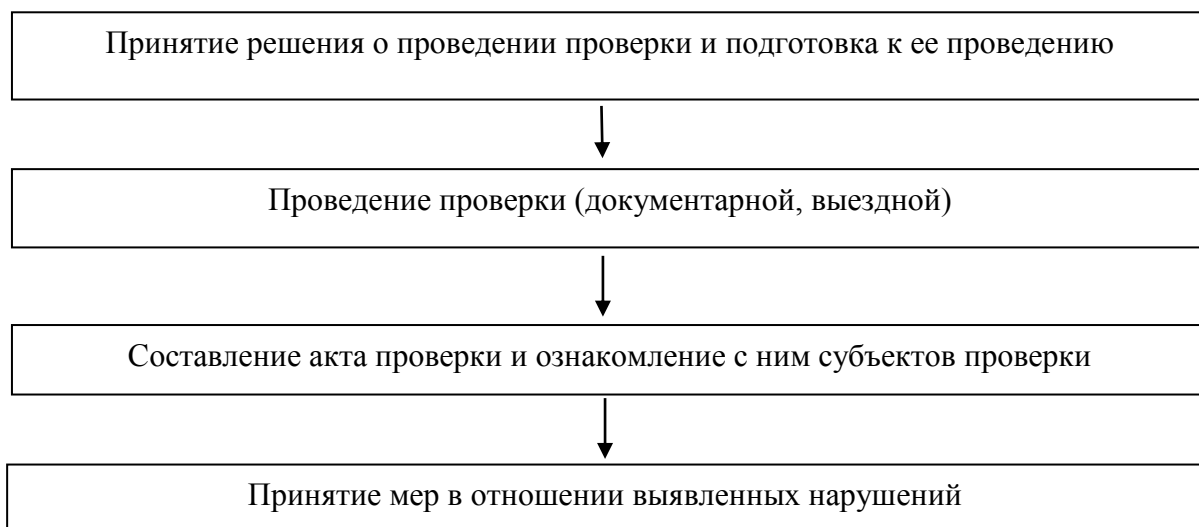 Принятие решения о проведении проверки и подготовка к ее проведению
Проведение проверки (документарной, выездной)
Составление акта проверки и ознакомление с ним субъектов проверки
Принятие мер в отношении выявленных нарушений